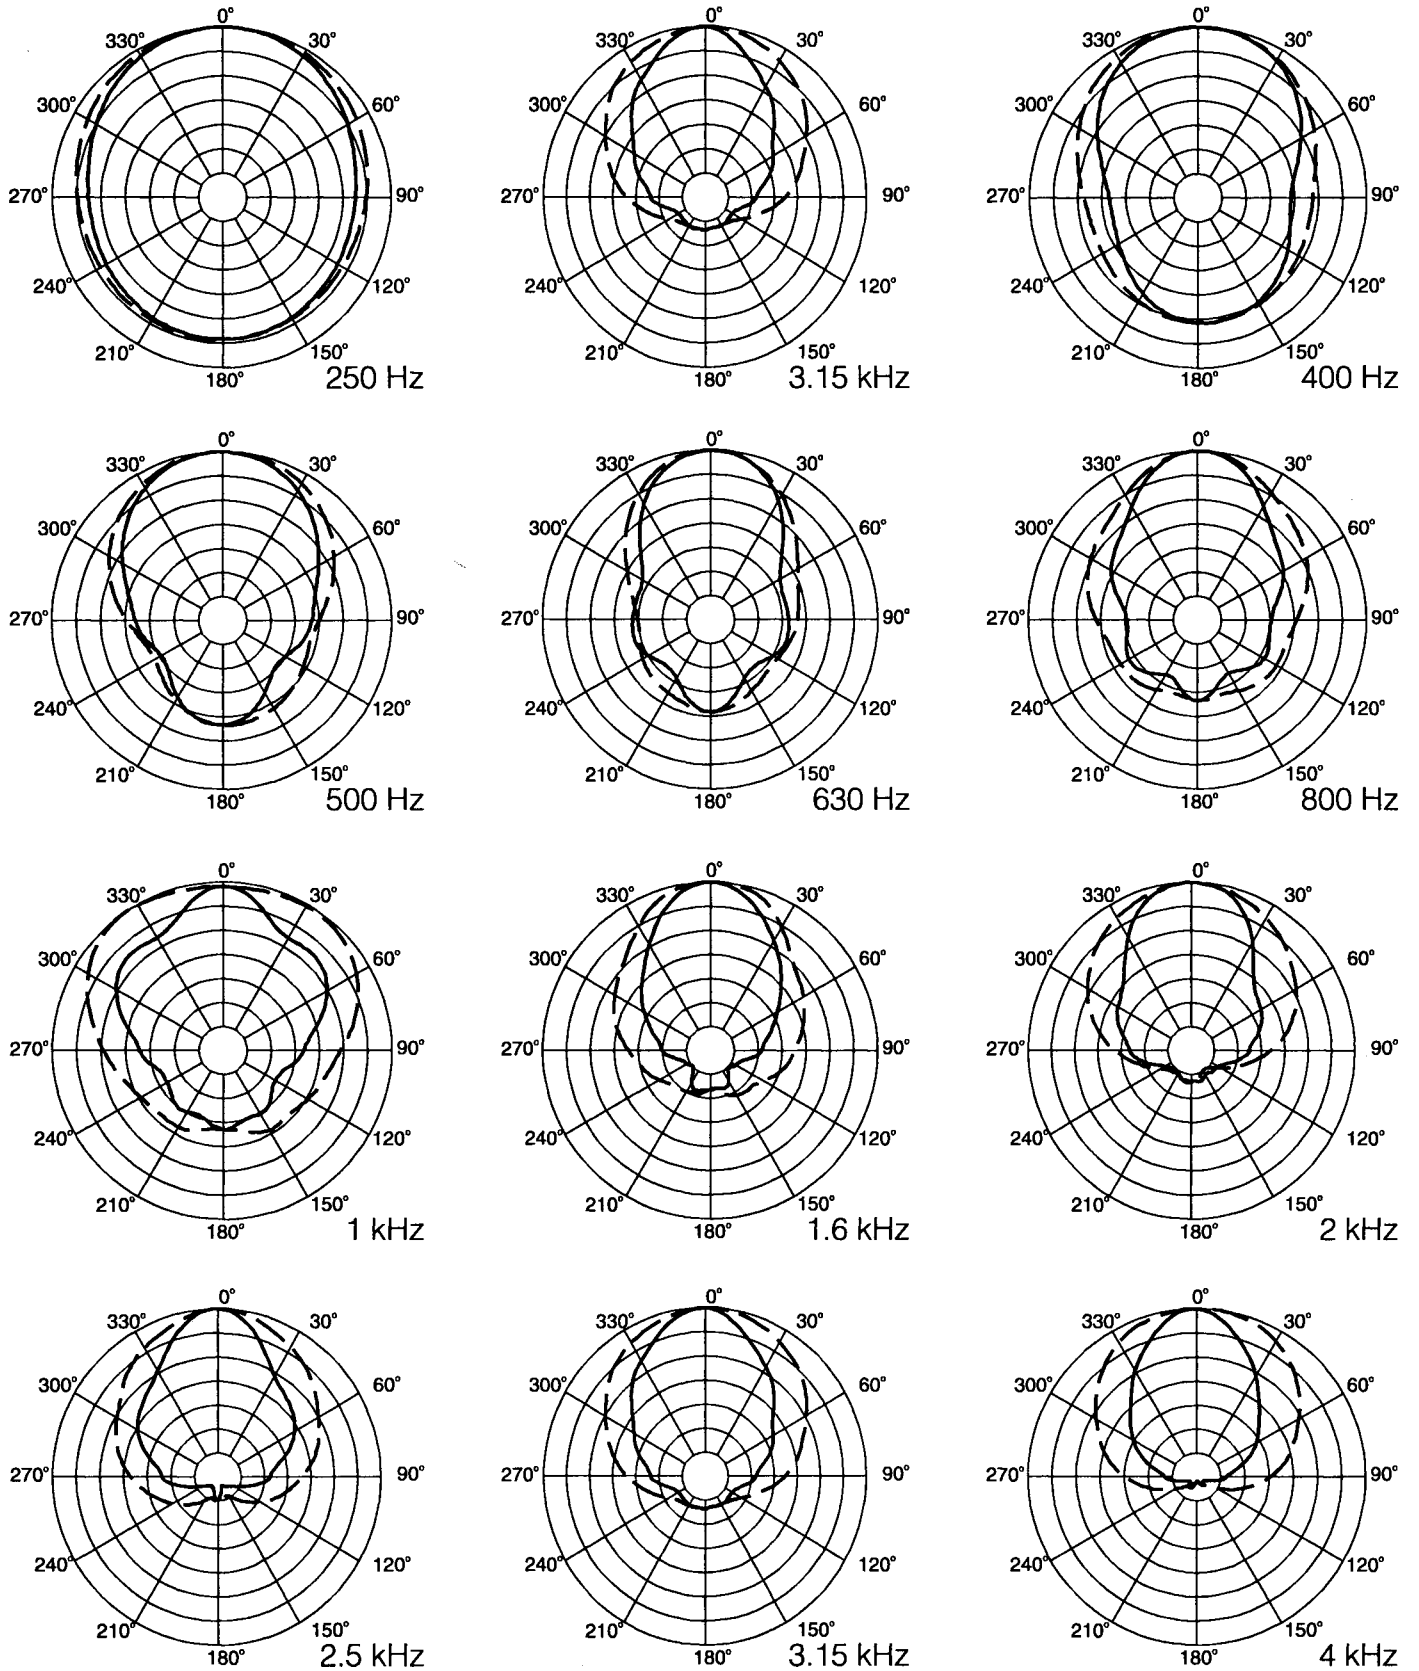 0° 0° 0°
330° 30° 330° 30° 330° 30°
300° 60° 300° 60° 300° 60°
270° 90° 270° 90° 270° 90°
240° 120° 240° 120° 240° 120°
210° 150° 210° 150° 210° 150°
180° 180° 180°
250 Hz 3.15 kHz 400 Hz
0° 0° 0°
330° 30° 330° 30° 330° 30°
300° 60° 300° 60° 300° 60°
270° 90° 270° 90° 270° 90°
240° 120° 240° 120° 240° 120°
210° 150° 210° 150° 210° 150°
180° 180° 180°
500 Hz 630 Hz 800 Hz
0° 0° 0°
330° 30° 330° 30° 330° 30°
300° 60° 300° 60° 300° 60°
270° 90° 270° 90° 270° 90°
240° 120° 240° 120° 240° 120°
210° 150° 210° 150° 210° 150°
180° 180° 180°
1 kHz 1.6 kHz 2 kHz
0° 0° 0°
330° 30° 330° 30° 330° 30°
300° 60° 300° 60° 300° 60°
270° 90° 270° 90° 270° 90°
240° 120° 240° 120° 240° 120°
210° 150° 210° 150° 210° 150°
180° 180° 180°
2.5 kHz 3.15 kHz 4 kHz